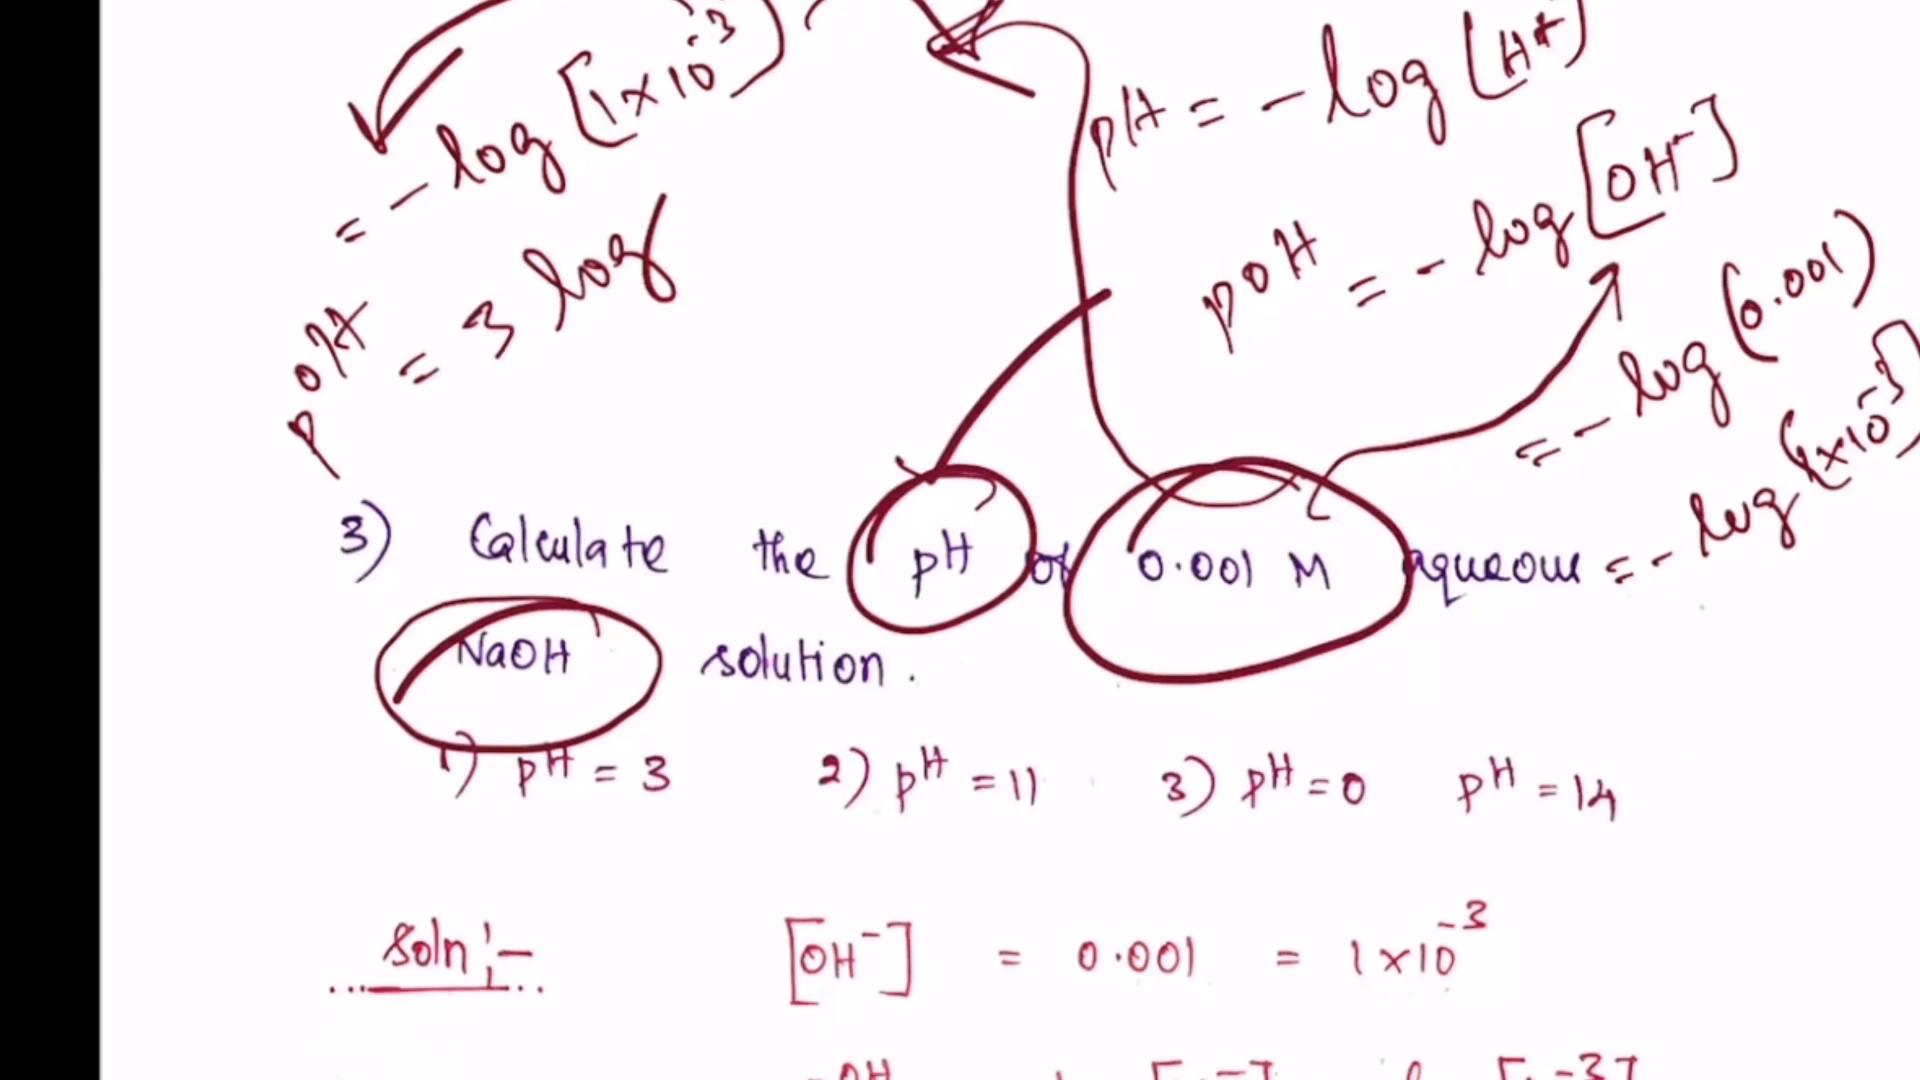 = - log [1×10⁻³]
pOH = 3 log
pH = - log [H⁺]
pOH = - log [OH⁻]
= - log (0.001)
= - log (1×10⁻³)
3) Calculate the pH of 0.001 M aqueous
NaOH solution.
1) pH = 3 2) pH = 11 3) pH = 0 pH = 14
Soln :-
[OH⁻] = 0.001 = 1×10⁻³